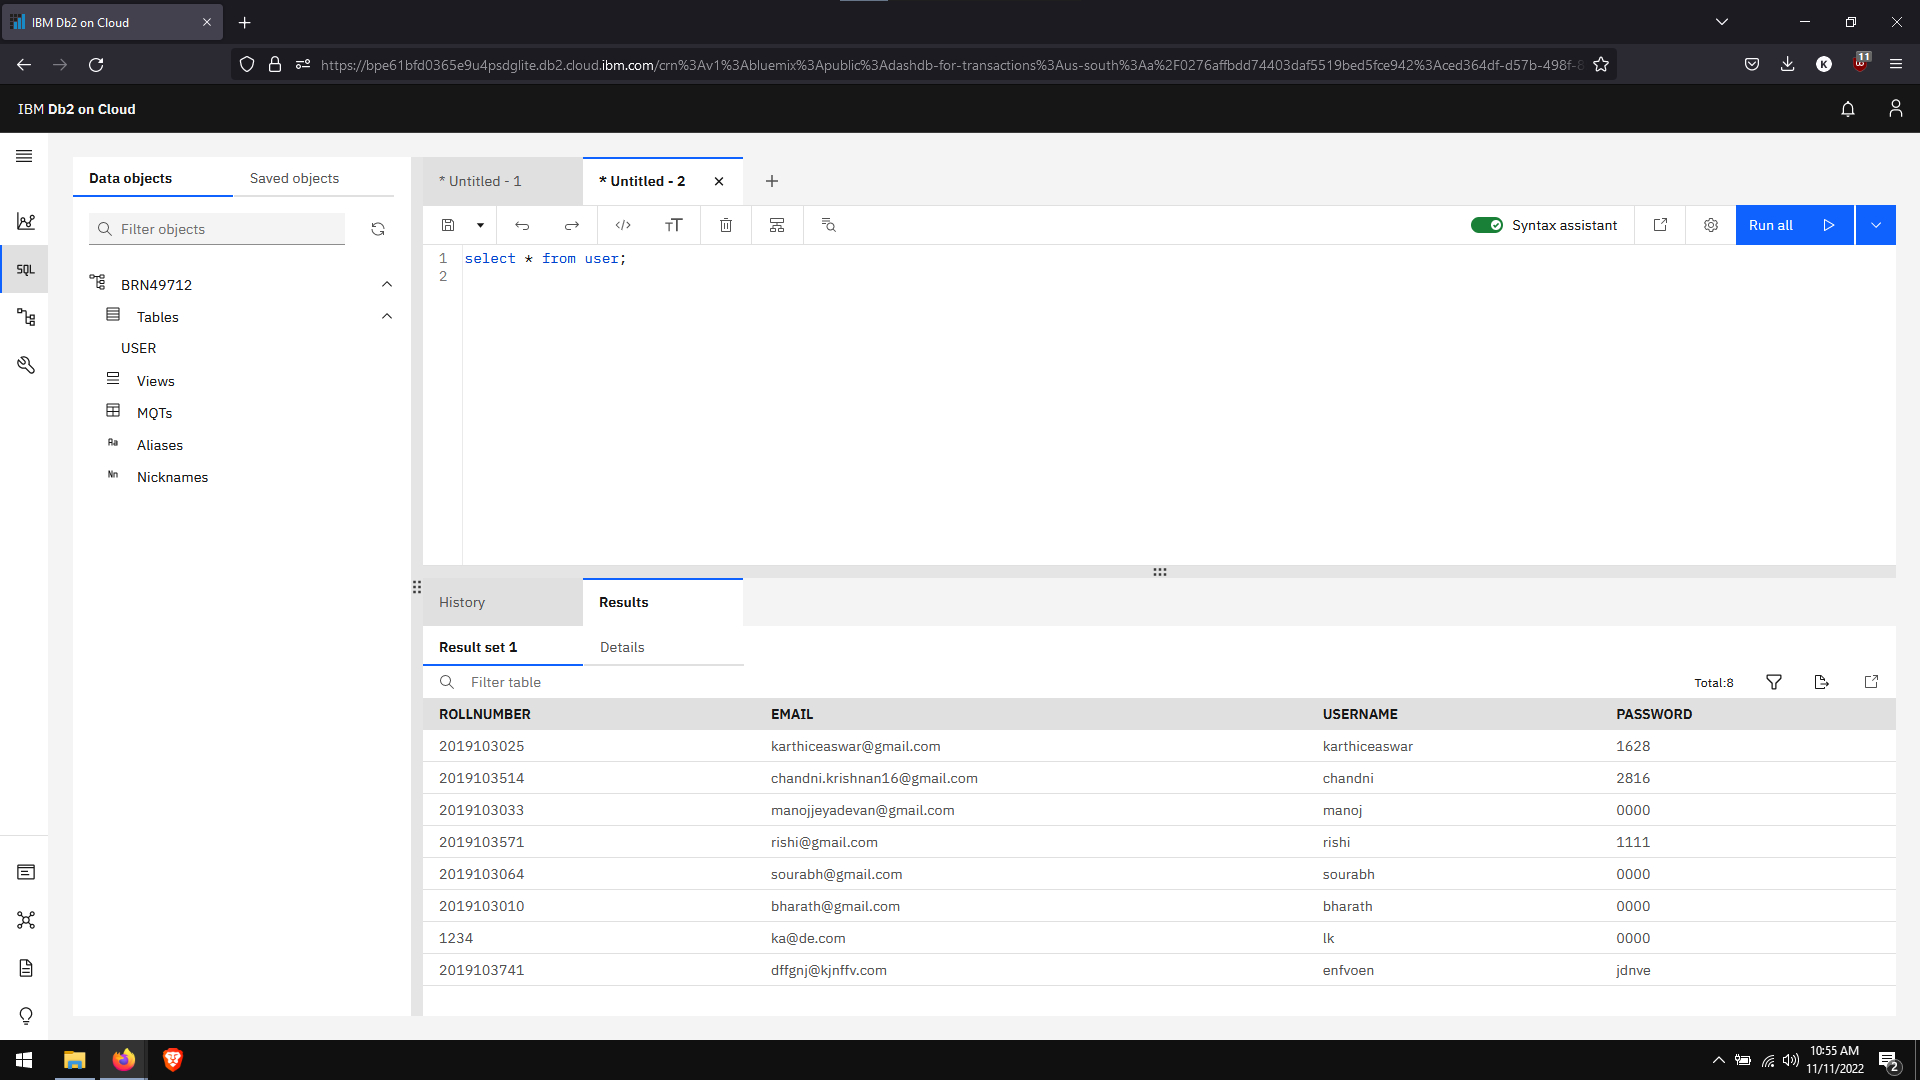 IBM Db2 on Cloud
https://bpe61bfd0365e9u4psdglite.db2.cloud.ibm.com/crn%3Av1%3Abluemix%3Apublic%3Adashdb-for-transactions%3Aus-south%3Aa%2F0276affbdd74403daf5519bed5fce942%3Aced364df-d57b-498f-8
K
11
IBM Db2 on Cloud
Data objects
Saved objects
* Untitled - 1
* Untitled - 2
Filter objects
Syntax assistant
Run all
SQL
1 select * from user;
2
BRN49712
Tables
USER
Views
MQTs
Aa Aliases
Nn Nicknames
History
Results
Result set 1
Details
Filter table
Total:8
ROLLNUMBER EMAIL USERNAME PASSWORD
2019103025 karthiceaswar@gmail.com karthiceaswar 1628
2019103514 chandni.krishnan16@gmail.com chandni 2816
2019103033 manojjeyadevan@gmail.com manoj 0000
2019103571 rishi@gmail.com rishi 1111
2019103064 sourabh@gmail.com sourabh 0000
2019103010 bharath@gmail.com bharath 0000
1234 ka@de.com lk 0000
2019103741 dffgnj@kjnffv.com enfvoen jdnve
10:55 AM
11/11/2022
2